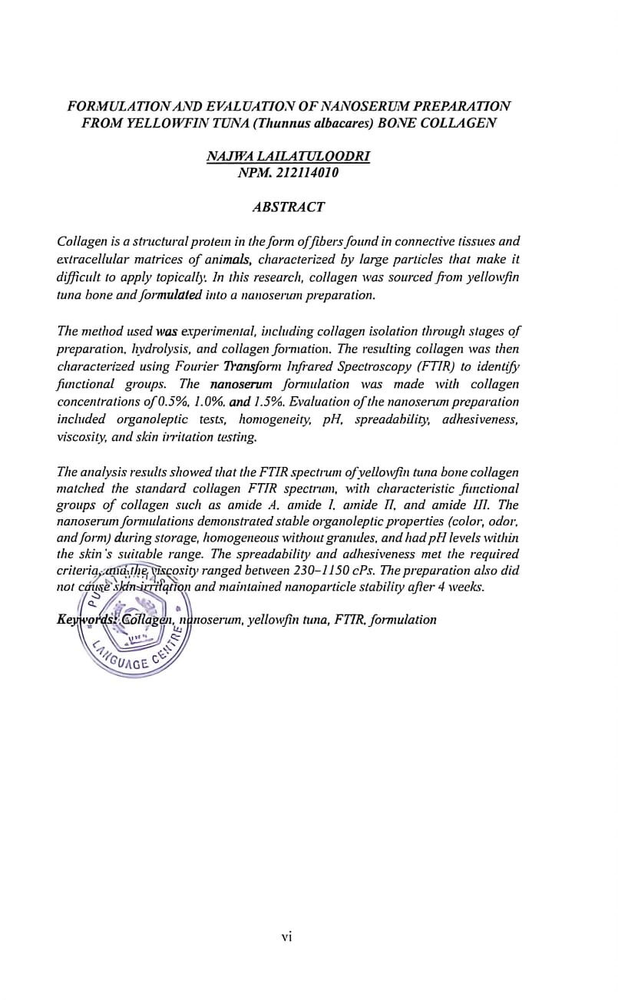 FORMULATION AND EVALUATION OF NANOSERUM PREPARATION
FROM YELLOWFIN TUNA (Thunnus albacares) BONE COLLAGEN
NAJWA LAILATULOODRI
NPM. 212114010
ABSTRACT
Collagen is a structural protein in the form of fibers found in connective tissues and
extracellular matrices of animals, characterized by large particles that make it
difficult to apply topically. In this research, collagen was sourced from yellowfin
tuna bone and formulated into a nanoserum preparation.
The method used was experimental, including collagen isolation through stages of
preparation, hydrolysis, and collagen formation. The resulting collagen was then
characterized using Fourier Transform Infrared Spectroscopy (FTIR) to identify
functional groups. The nanoserum formulation was made with collagen
concentrations of 0.5%, 1.0%, and 1.5%. Evaluation of the nanoserum preparation
included organoleptic tests, homogeneity, pH, spreadability, adhesiveness,
viscosity, and skin irritation testing.
The analysis results showed that the FTIR spectrum of yellowfin tuna bone collagen
matched the standard collagen FTIR spectrum, with characteristic functional
groups of collagen such as amide A, amide I, amide II, and amide III. The
nanoserum formulations demonstrated stable organoleptic properties (color, odor,
and form) during storage, homogeneous without granules, and had pH levels within
the skin's suitable range. The spreadability and adhesiveness met the required
criteria, and the viscosity ranged between 230–1150 cPs. The preparation also did
not cause skin irritation and maintained nanoparticle stability after 4 weeks.
Keywords: Collagen, nanoserum, yellowfin tuna, FTIR, formulation
LANGUAGE CENTRE
vi